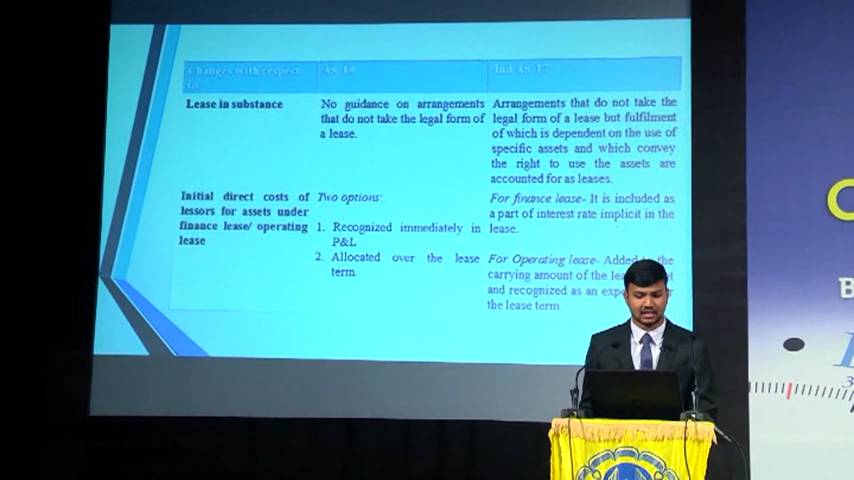 Changes with respect to:
AS-19
Ind AS-17
Lease in substance
No guidance on arrangements
that do not take the legal form of
a lease.
Arrangements that do not take the
legal form of a lease but fulfilment
of which is dependent on the use of
specific assets and which convey
the right to use the assets are
accounted for as leases.
Initial direct costs of
lessors for assets under
finance lease/ operating
lease
Two options:
1. Recognized immediately in
P&L
2. Allocated over the lease
term.
For finance lease- It is included as
a part of interest rate implicit in the
lease.
For Operating lease- Added to the
carrying amount of the
and recognized as an
the lease term.
B